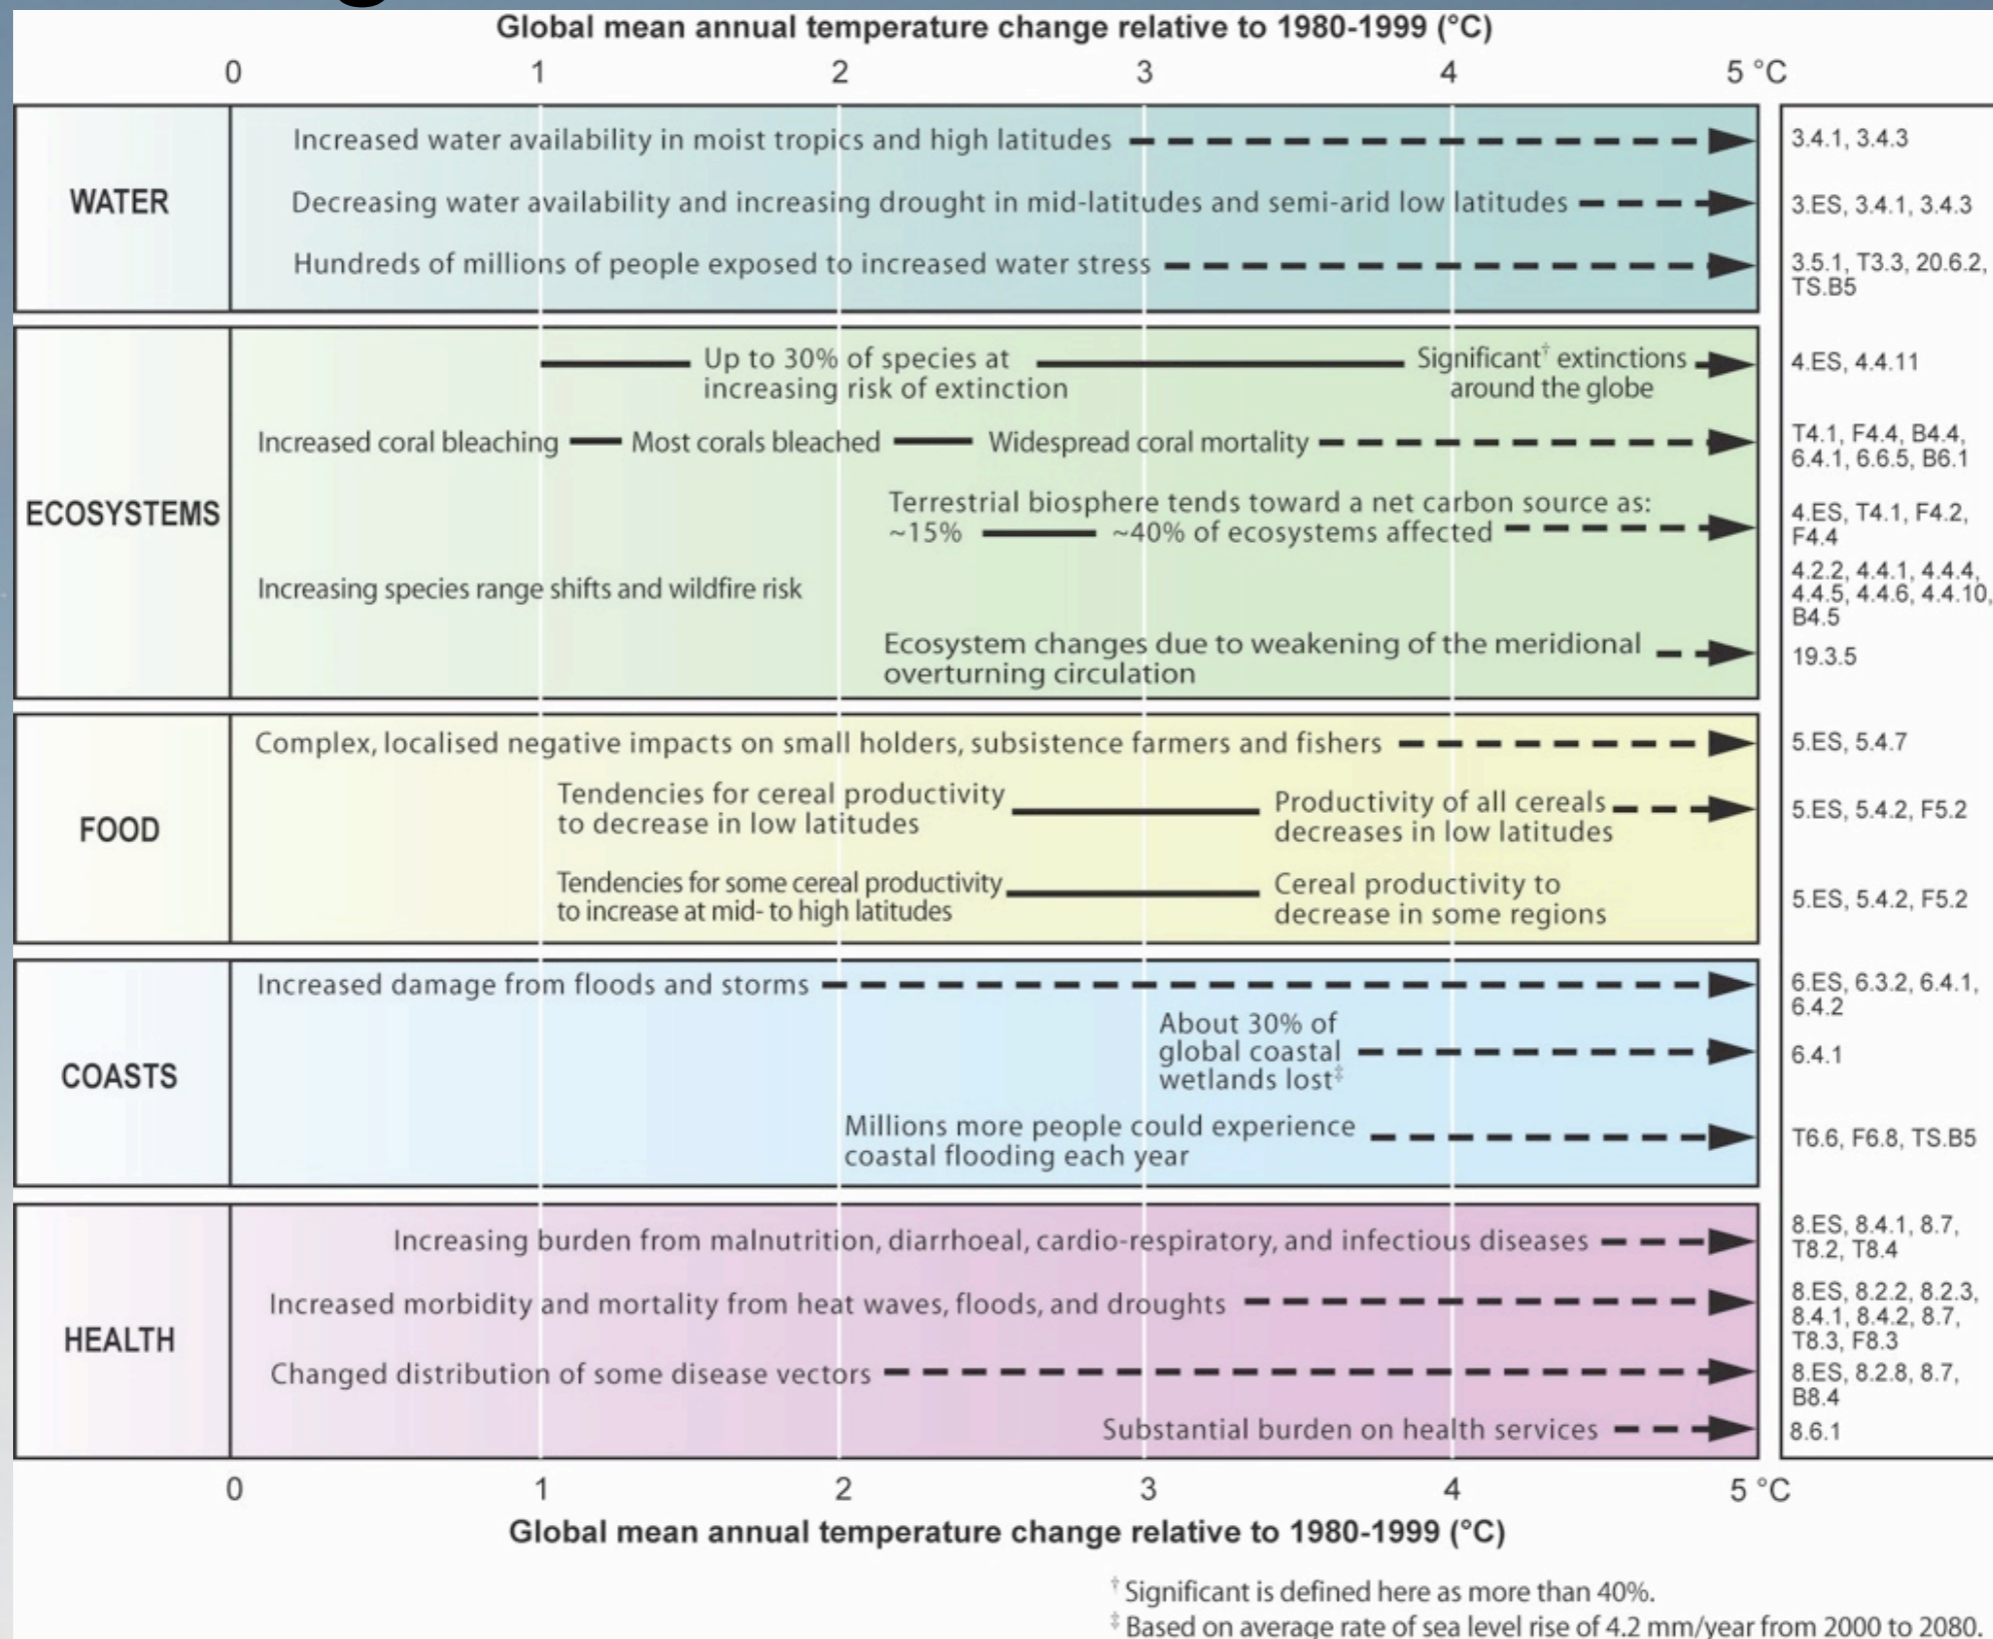 Global mean annual temperature change relative to 1980-1999 (°C)
0 1 2 3 4 5 °C
WATER
Increased water availability in moist tropics and high latitudes
3.4.1, 3.4.3
Decreasing water availability and increasing drought in mid-latitudes and semi-arid low latitudes
3.ES, 3.4.1, 3.4.3
Hundreds of millions of people exposed to increased water stress
3.5.1, T3.3, 20.6.2,
TS.B5
ECOSYSTEMS
Up to 30% of species at
increasing risk of extinction
Significant† extinctions
around the globe
4.ES, 4.4.11
Increased coral bleaching Most corals bleached Widespread coral mortality
T4.1, F4.4, B4.4,
6.4.1, 6.6.5, B6.1
Terrestrial biosphere tends toward a net carbon source as:
~15% ~40% of ecosystems affected
4.ES, T4.1, F4.2,
F4.4
Increasing species range shifts and wildfire risk
4.2.2, 4.4.1, 4.4.4,
4.4.5, 4.4.6, 4.4.10,
B4.5
Ecosystem changes due to weakening of the meridional
overturning circulation
19.3.5
FOOD
Complex, localised negative impacts on small holders, subsistence farmers and fishers
5.ES, 5.4.7
Tendencies for cereal productivity
to decrease in low latitudes
Productivity of all cereals
decreases in low latitudes
5.ES, 5.4.2, F5.2
Tendencies for some cereal productivity
to increase at mid- to high latitudes
Cereal productivity to
decrease in some regions
5.ES, 5.4.2, F5.2
COASTS
Increased damage from floods and storms
6.ES, 6.3.2, 6.4.1,
6.4.2
About 30% of
global coastal
wetlands lost‡
6.4.1
Millions more people could experience
coastal flooding each year
T6.6, F6.8, TS.B5
HEALTH
Increasing burden from malnutrition, diarrhoeal, cardio-respiratory, and infectious diseases
8.ES, 8.4.1, 8.7,
T8.2, T8.4
Increased morbidity and mortality from heat waves, floods, and droughts
8.ES, 8.2.2, 8.2.3,
8.4.1, 8.4.2, 8.7,
T8.3, F8.3
Changed distribution of some disease vectors
8.ES, 8.2.8, 8.7,
B8.4
Substantial burden on health services
8.6.1
0 1 2 3 4 5 °C
Global mean annual temperature change relative to 1980-1999 (°C)
† Significant is defined here as more than 40%.
‡ Based on average rate of sea level rise of 4.2 mm/year from 2000 to 2080.